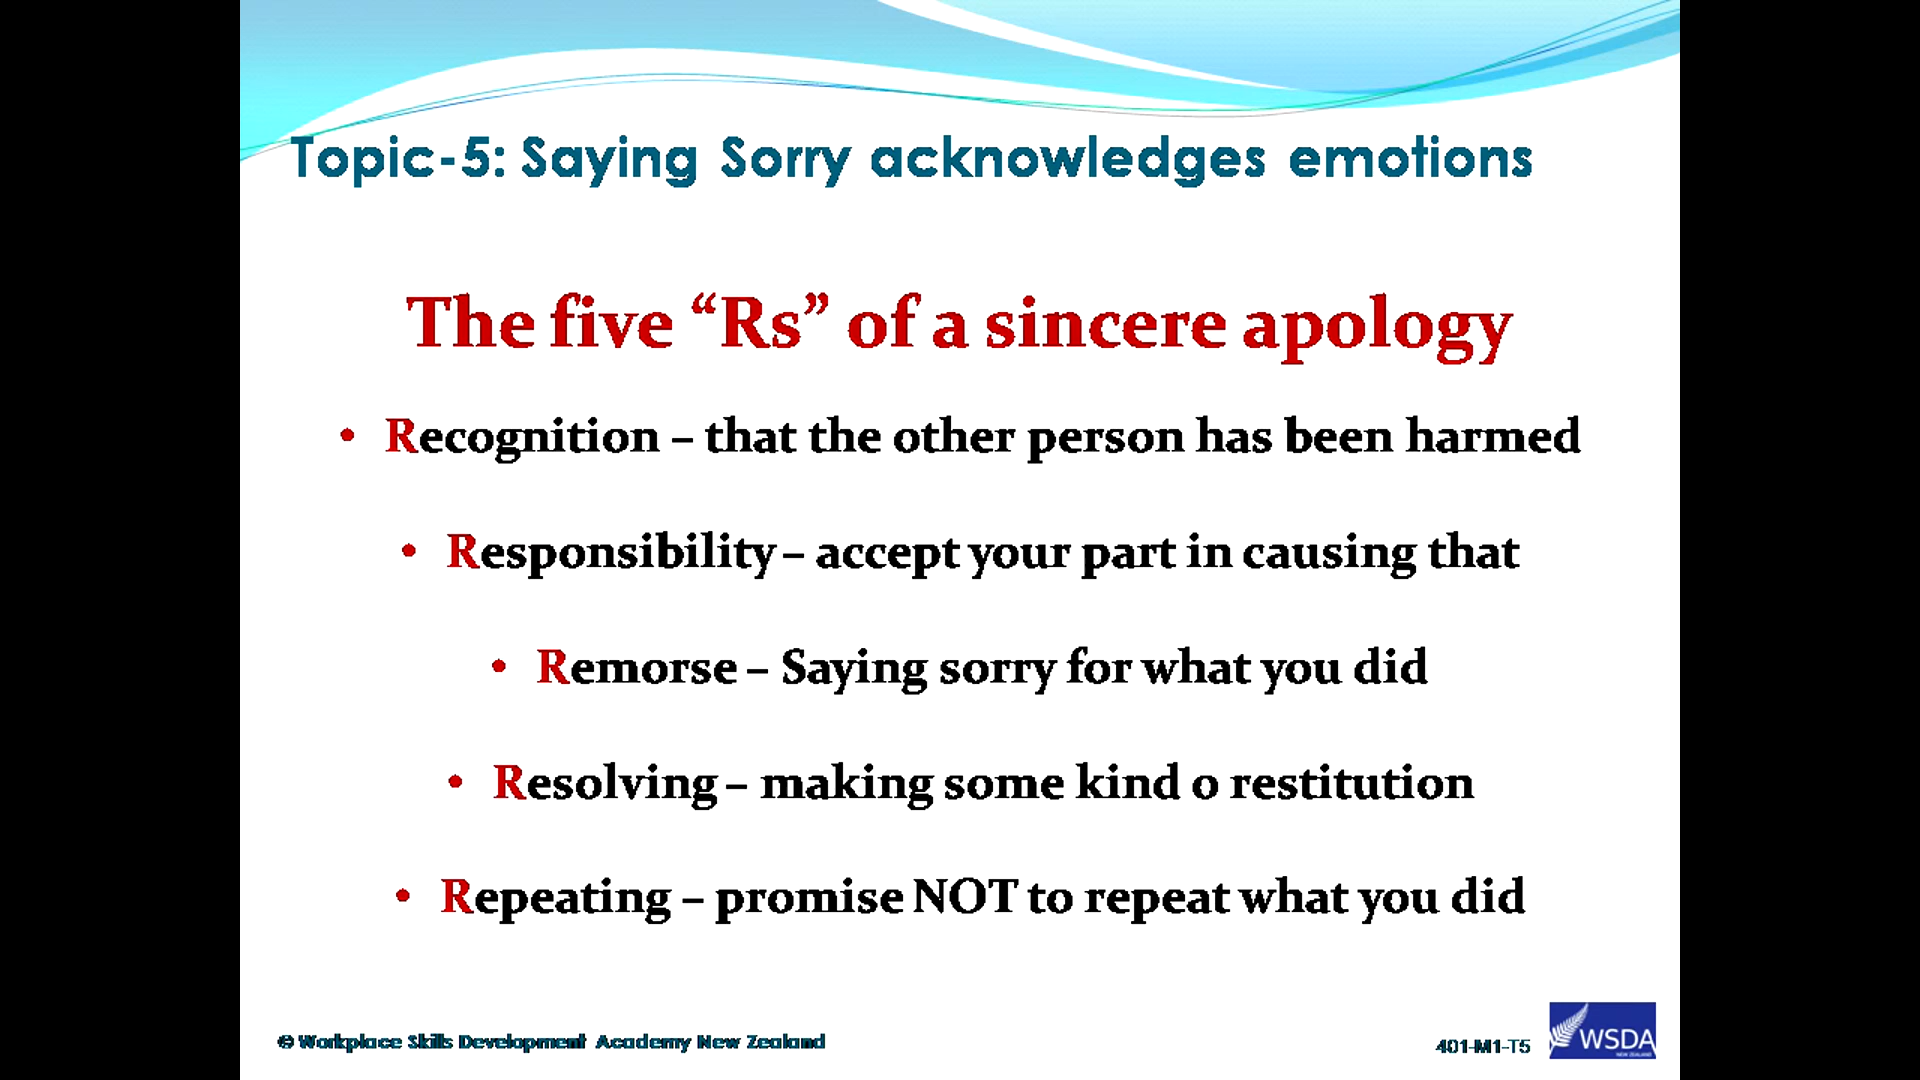 Topic-5: Saying Sorry acknowledges emotions
The five “Rs” of a sincere apology
• Recognition – that the other person has been harmed
• Responsibility – accept your part in causing that
• Remorse – Saying sorry for what you did
• Resolving – making some kind o restitution
• Repeating – promise NOT to repeat what you did
© Workplace Skills Development Academy New Zealand
401-M1-T5
WSDA
NEW ZEALAND